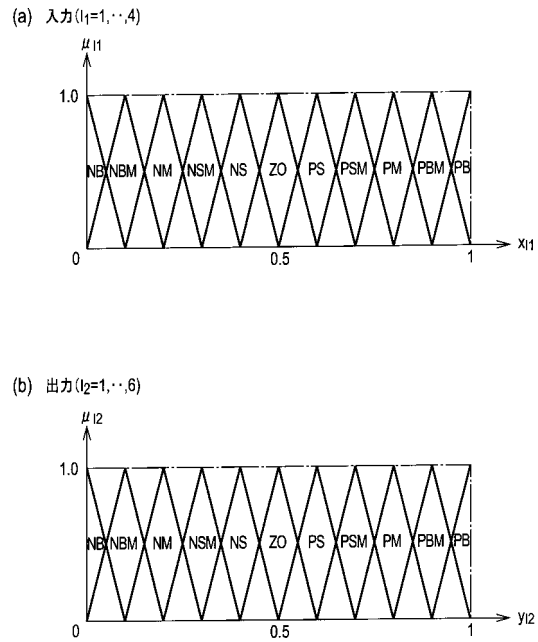 (a) 入力(I₁=1,‥,4)
μ I1
1.0
NB NBM NM NSM NS ZO PS PSM PM PBM PB
0 0.5 1 xI1
(b) 出力(I₂=1,‥,6)
μ I2
1.0
NB NBM NM NSM NS ZO PS PSM PM PBM PB
0 0.5 1 yI2